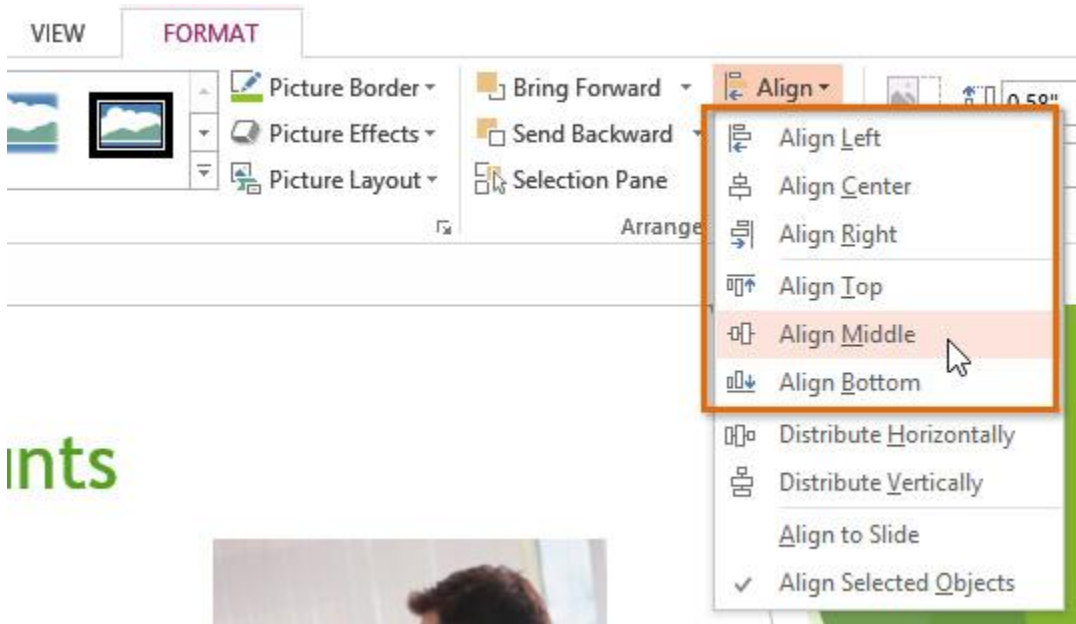 VIEW FORMAT
Picture Border Bring Forward Align
0.58"
Picture Effects Send Backward
Picture Layout Selection Pane
Arrange
Align Left
Align Center
Align Right
Align Top
Align Middle
Align Bottom
Distribute Horizontally
Distribute Vertically
Align to Slide
Align Selected Objects
nts